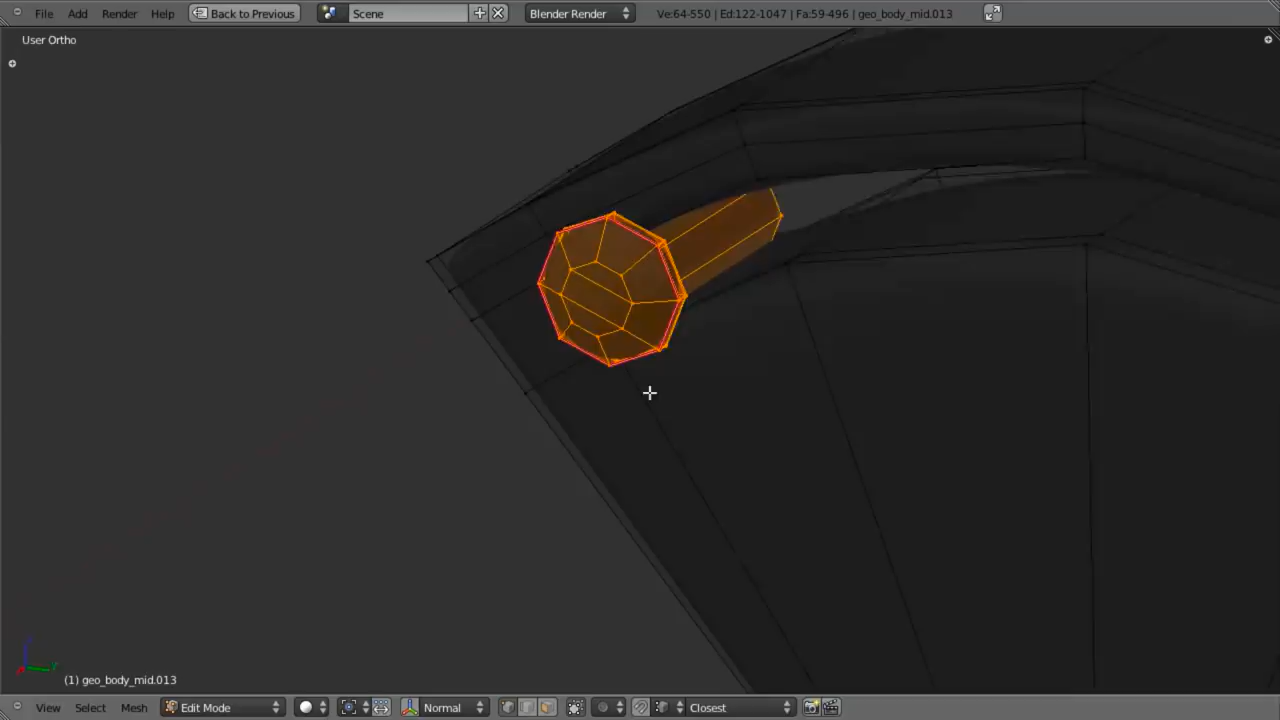 File Add Render Help Back to Previous Scene Blender Render Ve:64-550 | Ed:122-1047 | Fa:59-496 | geo_body_mid.013
User Ortho
(1) geo_body_mid.013
View Select Mesh Edit Mode Normal Closest